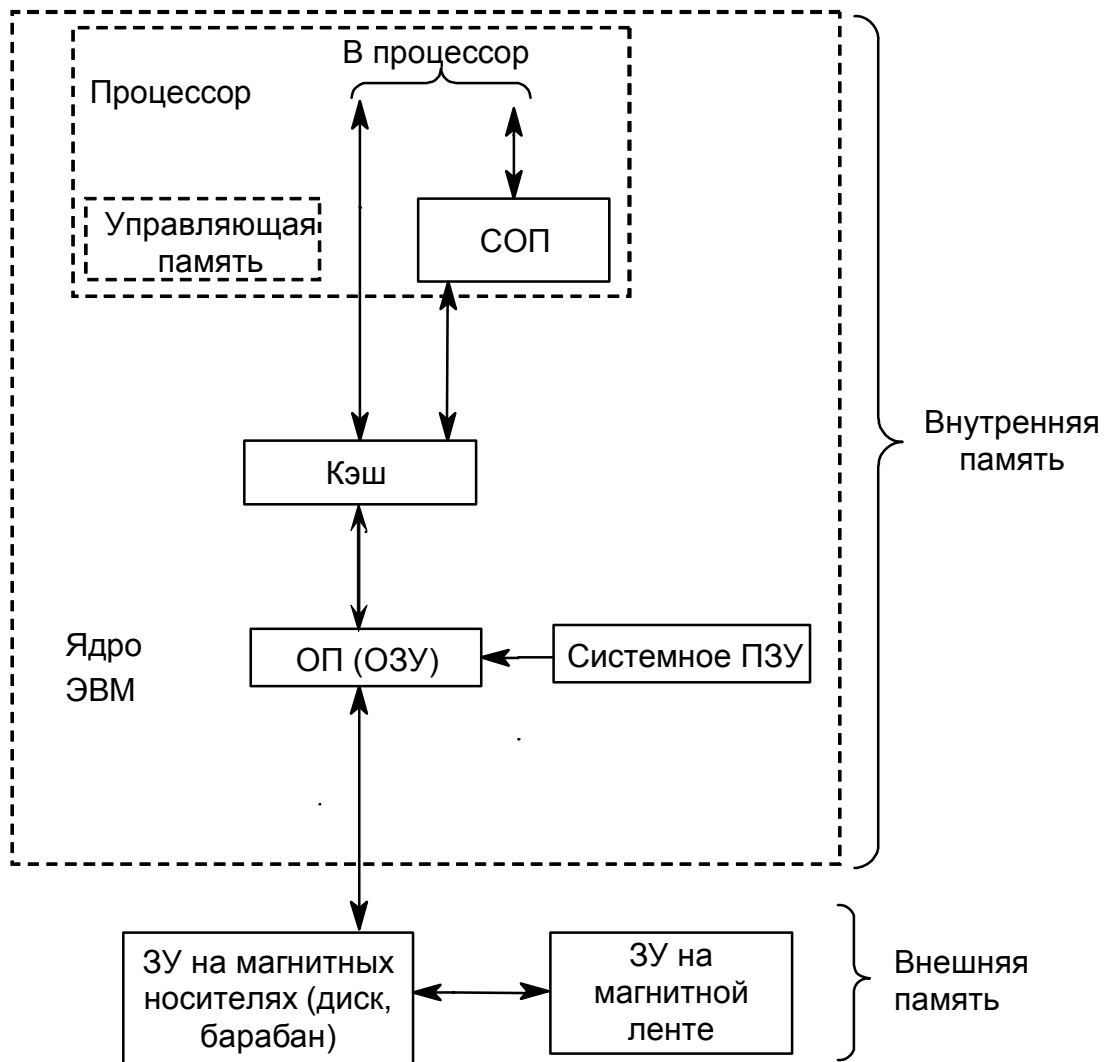 В процессор
Процессор
Управляющая
память
СОП
Внутренняя
память
Кэш
Ядро
ЭВМ
ОП (ОЗУ)
Системное ПЗУ
ЗУ на магнитных
носителях (диск,
барабан)
ЗУ на
магнитной
ленте
Внешняя
память